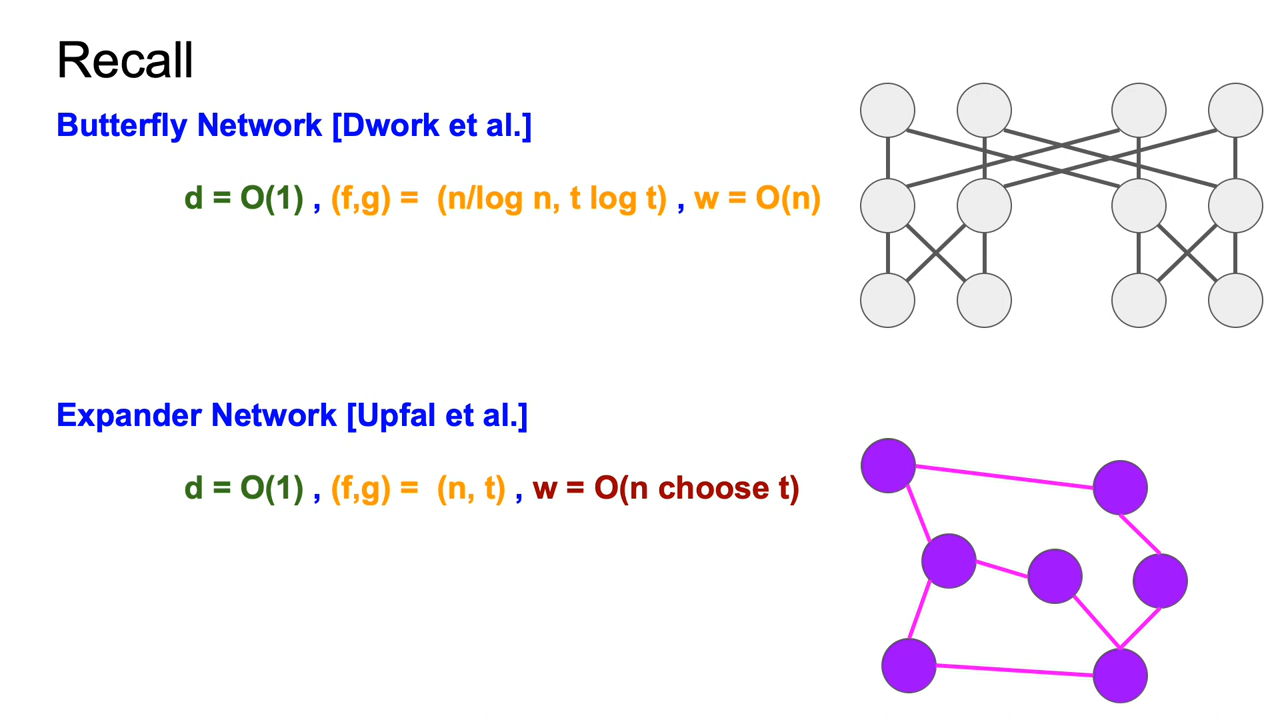 Recall
Butterfly Network [Dwork et al.]
d = O(1) , (f,g) = (n/log n, t log t) , w = O(n)
Expander Network [Upfal et al.]
d = O(1) , (f,g) = (n, t) , w = O(n choose t)